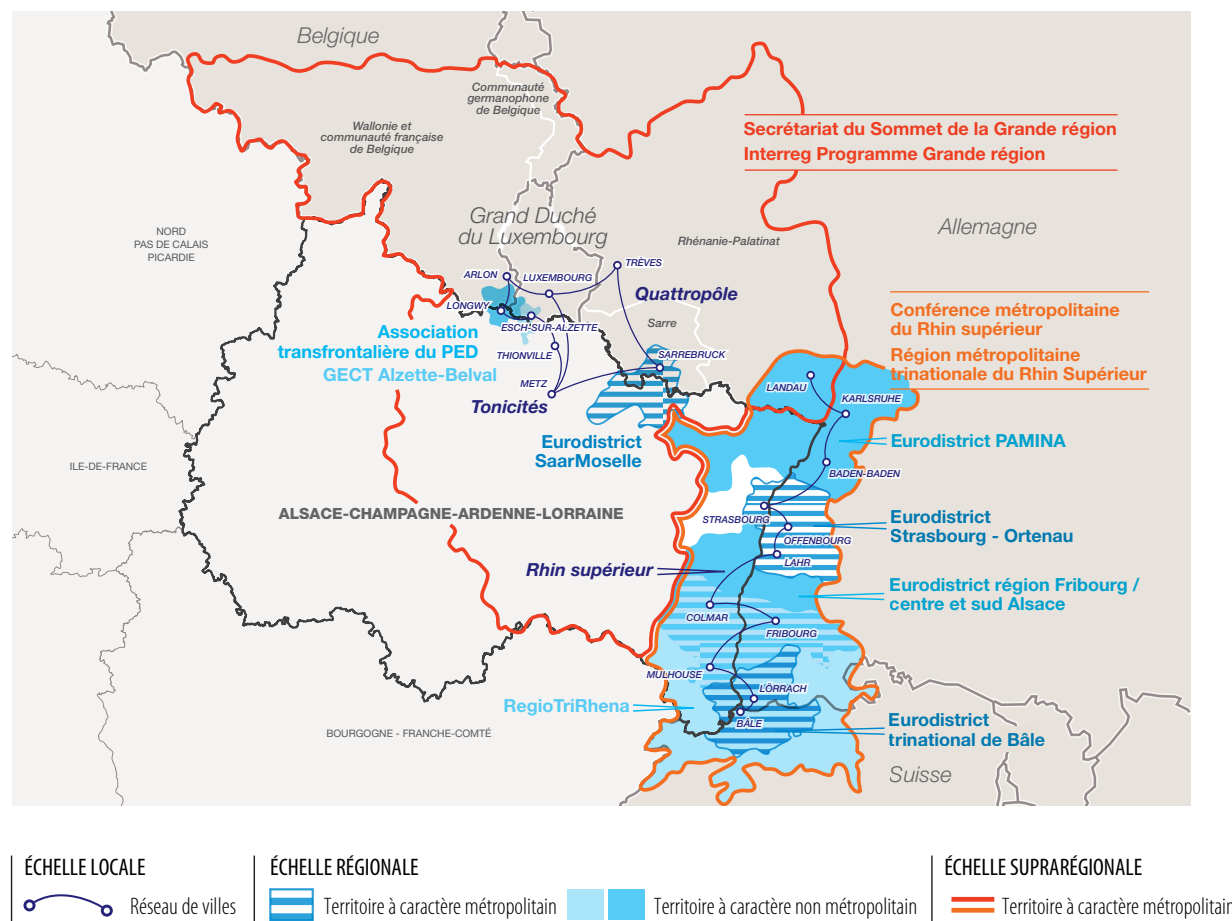 Belgique
Communauté
germanophone
de Belgique
Wallonie et
communauté française
de Belgique
Secrétariat du Sommet de la Grande région
Interreg Programme Grande région
NORD
PAS DE CALAIS
PICARDIE
Grand Duché
du Luxembourg
Allemagne
Rhénanie-Palatinat
ARLON
LUXEMBOURG
TRÈVES
Quattropôle
LONGWY
ESCH-SUR-ALZETTE
Sarre
Conférence métropolitaine
du Rhin supérieur
Région métropolitaine
trinationale du Rhin Supérieur
Association
transfrontalière du PED
GECT Alzette-Belval
THIONVILLE
SARREBRUCK
METZ
LANDAU
KARLSRUHE
Tonicités
Eurodistrict
SaarMoselle
Eurodistrict PAMINA
ILE-DE-FRANCE
BADEN-BADEN
ALSACE-CHAMPAGNE-ARDENNE-LORRAINE
STRASBOURG
Eurodistrict
Strasbourg - Ortenau
OFFENBOURG
LAHR
Rhin supérieur
Eurodistrict région Fribourg /
centre et sud Alsace
COLMAR
FRIBOURG
MULHOUSE
LÖRRACH
RegioTriRhena
BÂLE
Eurodistrict
trinational de Bâle
BOURGOGNE - FRANCHE-COMTÉ
Suisse
ÉCHELLE LOCALE
Réseau de villes
ÉCHELLE RÉGIONALE
Territoire à caractère métropolitain
Territoire à caractère non métropolitain
ÉCHELLE SUPRARÉGIONALE
Territoire à caractère métropolitain